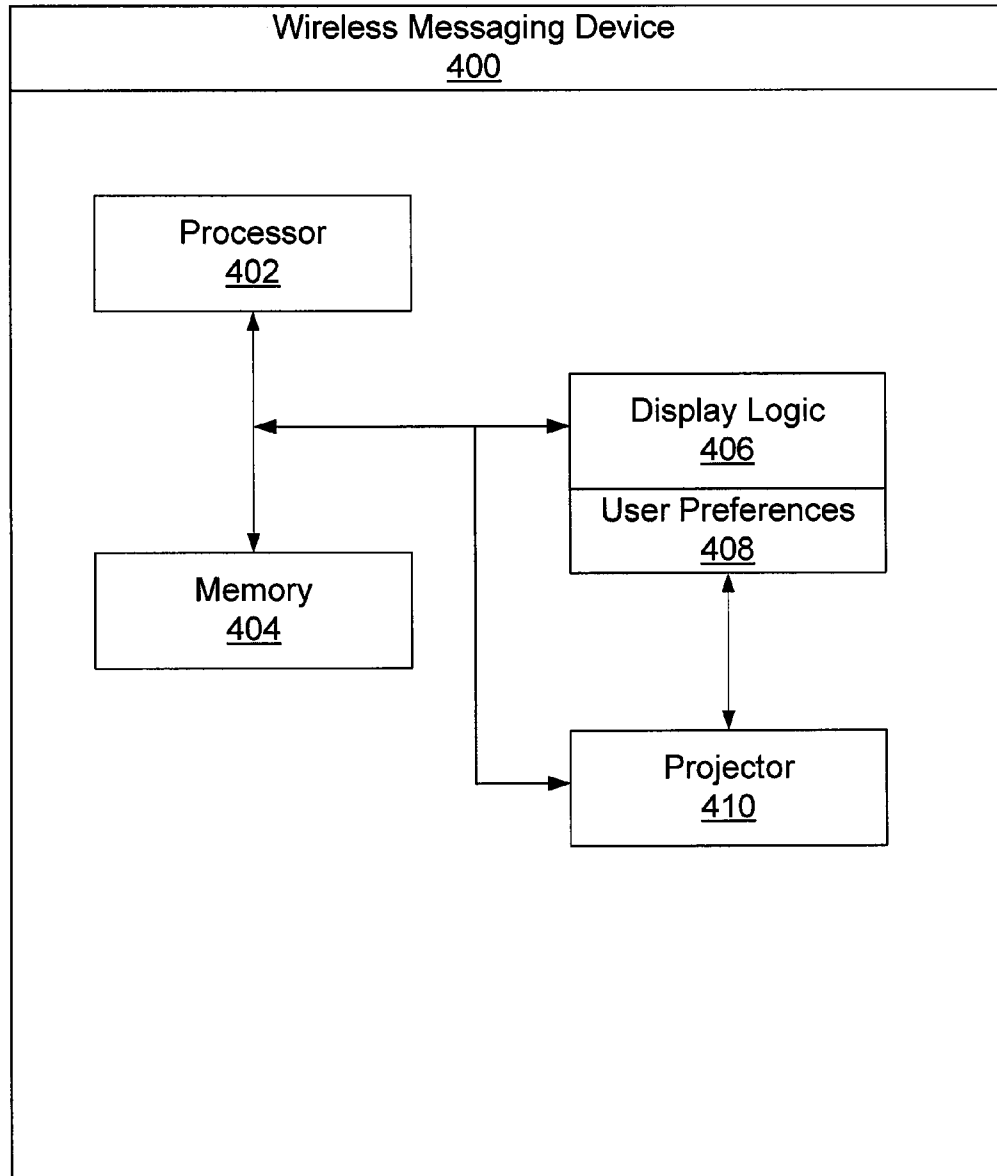 Wireless Messaging Device
400
Processor
402
Display Logic
406
User Preferences
408
Memory
404
Projector
410